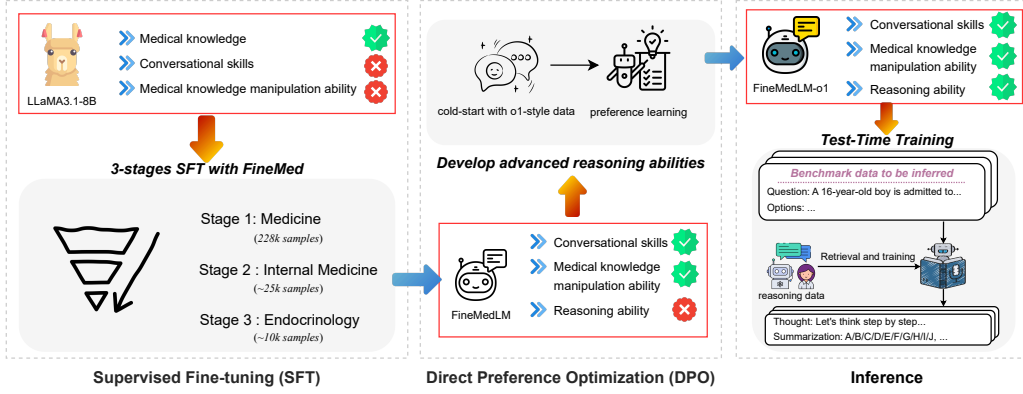 LLaMA3.1-8B
Medical knowledge
Conversational skills
Medical knowledge manipulation ability
3-stages SFT with FineMed
Stage 1: Medicine
(228k samples)
Stage 2 : Internal Medicine
(~25k samples)
Stage 3 : Endocrinology
(~10k samples)
Supervised Fine-tuning (SFT)
cold-start with o1-style data
preference learning
Develop advanced reasoning abilities
FineMedLM
Conversational skills
Medical knowledge
manipulation ability
Reasoning ability
Direct Preference Optimization (DPO)
FineMedLM-o1
Conversational skills
Medical knowledge
manipulation ability
Reasoning ability
Test-Time Training
Benchmark data to be inferred
Question: A 16-year-old boy is admitted to...
Options: ...
Retrieval and training
reasoning data
Thought: Let's think step by step...
Summarization: A/B/C/D/E/F/G/H/I/J, ...
Inference